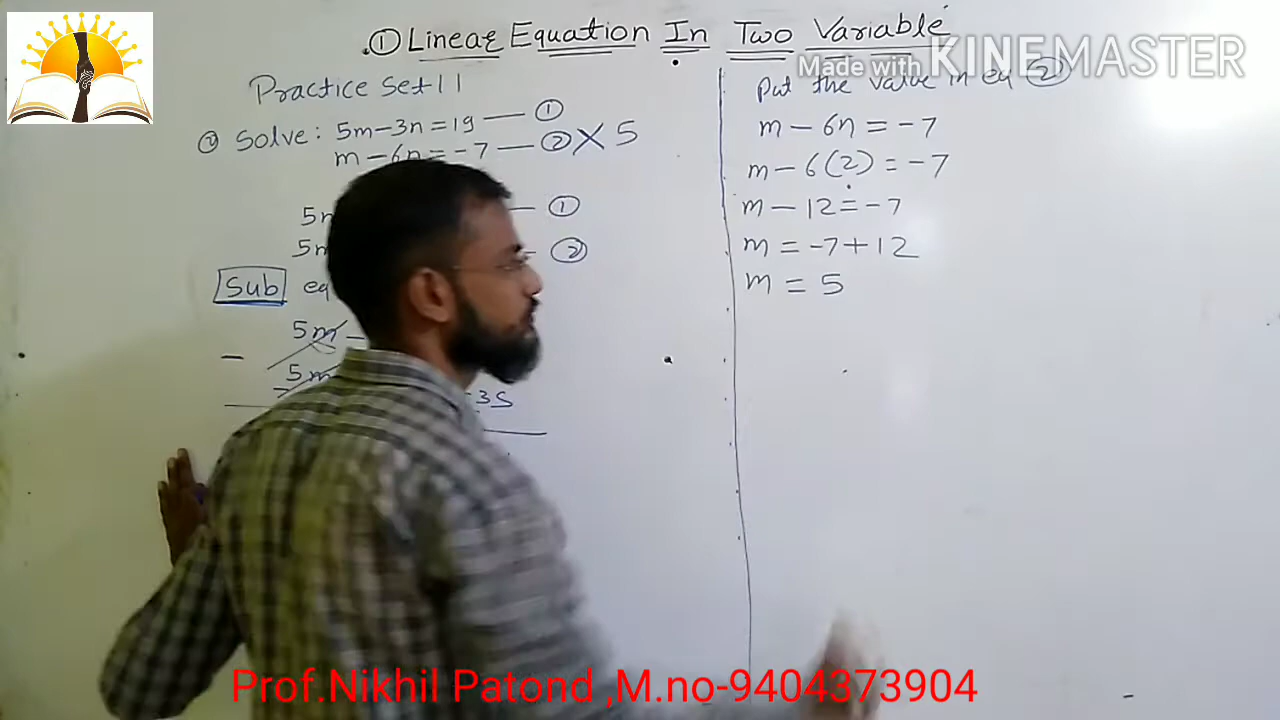 ① Linear Equation In Two Variable
Made with KINEMASTER
Practice Set 1.1
Solve: 5m - 3n = 19 — ①
m - 6n = -7 — ② × 5
5m — ①
5m — ②
Sub eq
5m -
-
5m 35
Put the value in eq ②
m - 6n = -7
m - 6(2) = -7
m - 12 = -7
m = -7 + 12
m = 5
Prof.Nikhil Patond ,M.no-9404373904